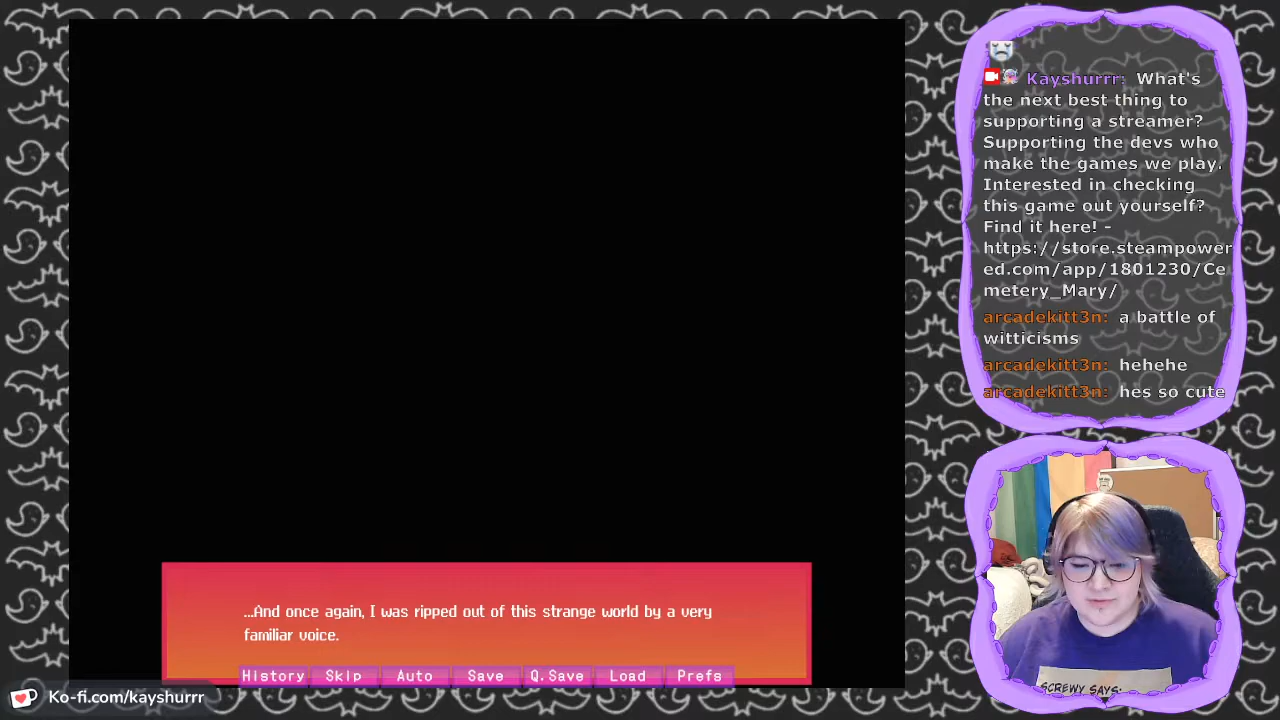 Kayshurrr: What's
the next best thing to
supporting a streamer?
Supporting the devs who
make the games we play.
Interested in checking
this game out yourself?
Find it here! -
https://store.steampower
ed.com/app/1801230/Ce
metery_Mary/
arcadekitt3n: a battle of
witticisms
arcadekitt3n: hehehe
arcadekitt3n: hes so cute
...And once again, I was ripped out of this strange world by a very
familiar voice.
History Skip Auto Save Q.Save Load Prefs
Ko-fi.com/kayshurrr
SCREWY SAYS: